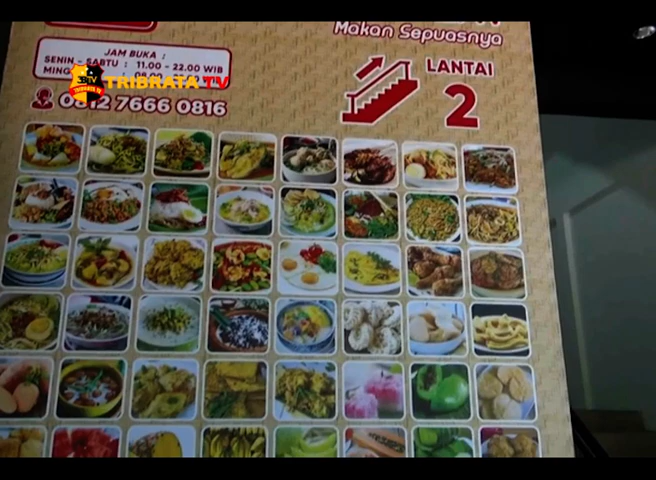 Makan Sepuasnya
JAM BUKA :
SENIN - SABTU : 11.00 - 22.00 WIB
TRIBRATA TV
0812 7666 0816
LANTAI
2